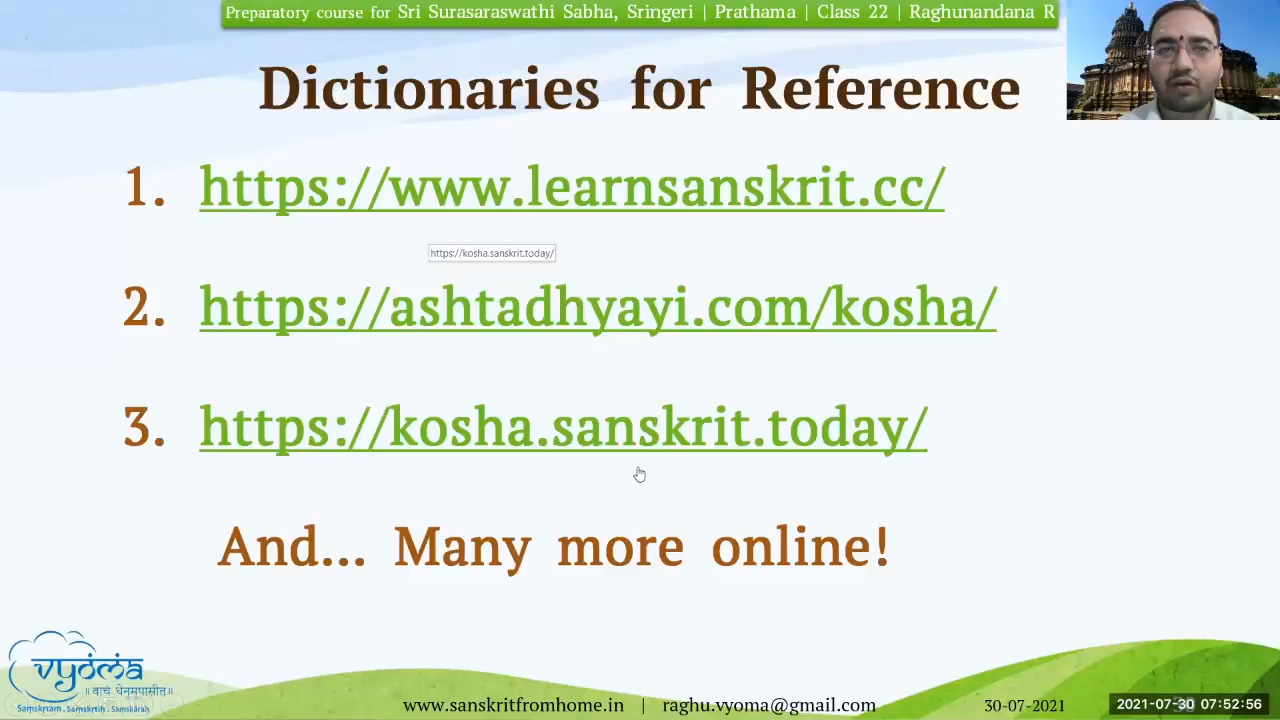 Preparatory course for Sri Surasaraswathi Sabha, Sringeri | Prathama | Class 22 | Raghunandana R
Dictionaries for Reference
1. https://www.learnsanskrit.cc/
https://kosha.sanskrit.today/
2. https://ashtadhyayi.com/kosha/
3. https://kosha.sanskrit.today/
And... Many more online!
vyoma
॥ वाचं धेनुमुपासीत॥
Samskrtam . Samskrtih . Samskarah
www.sanskritfromhome.in | raghu.vyoma@gmail.com
30-07-2021
2021-07-30 07:52:56